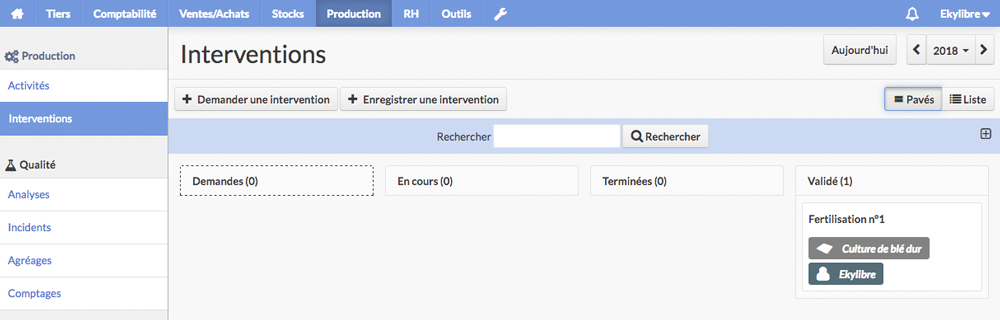 Tiers Comptabilité Ventes/Achats Stocks Production RH Outils Ekylibre
Production
Activités
Interventions
Qualité
Analyses
Incidents
Agréages
Comptages
Interventions
Aujourd'hui 2018
Demander une intervention Enregistrer une intervention Pavés Liste
Rechercher Rechercher
Demandes (0) En cours (0) Terminées (0) Validé (1)
Fertilisation n°1
Culture de blé dur
Ekylibre